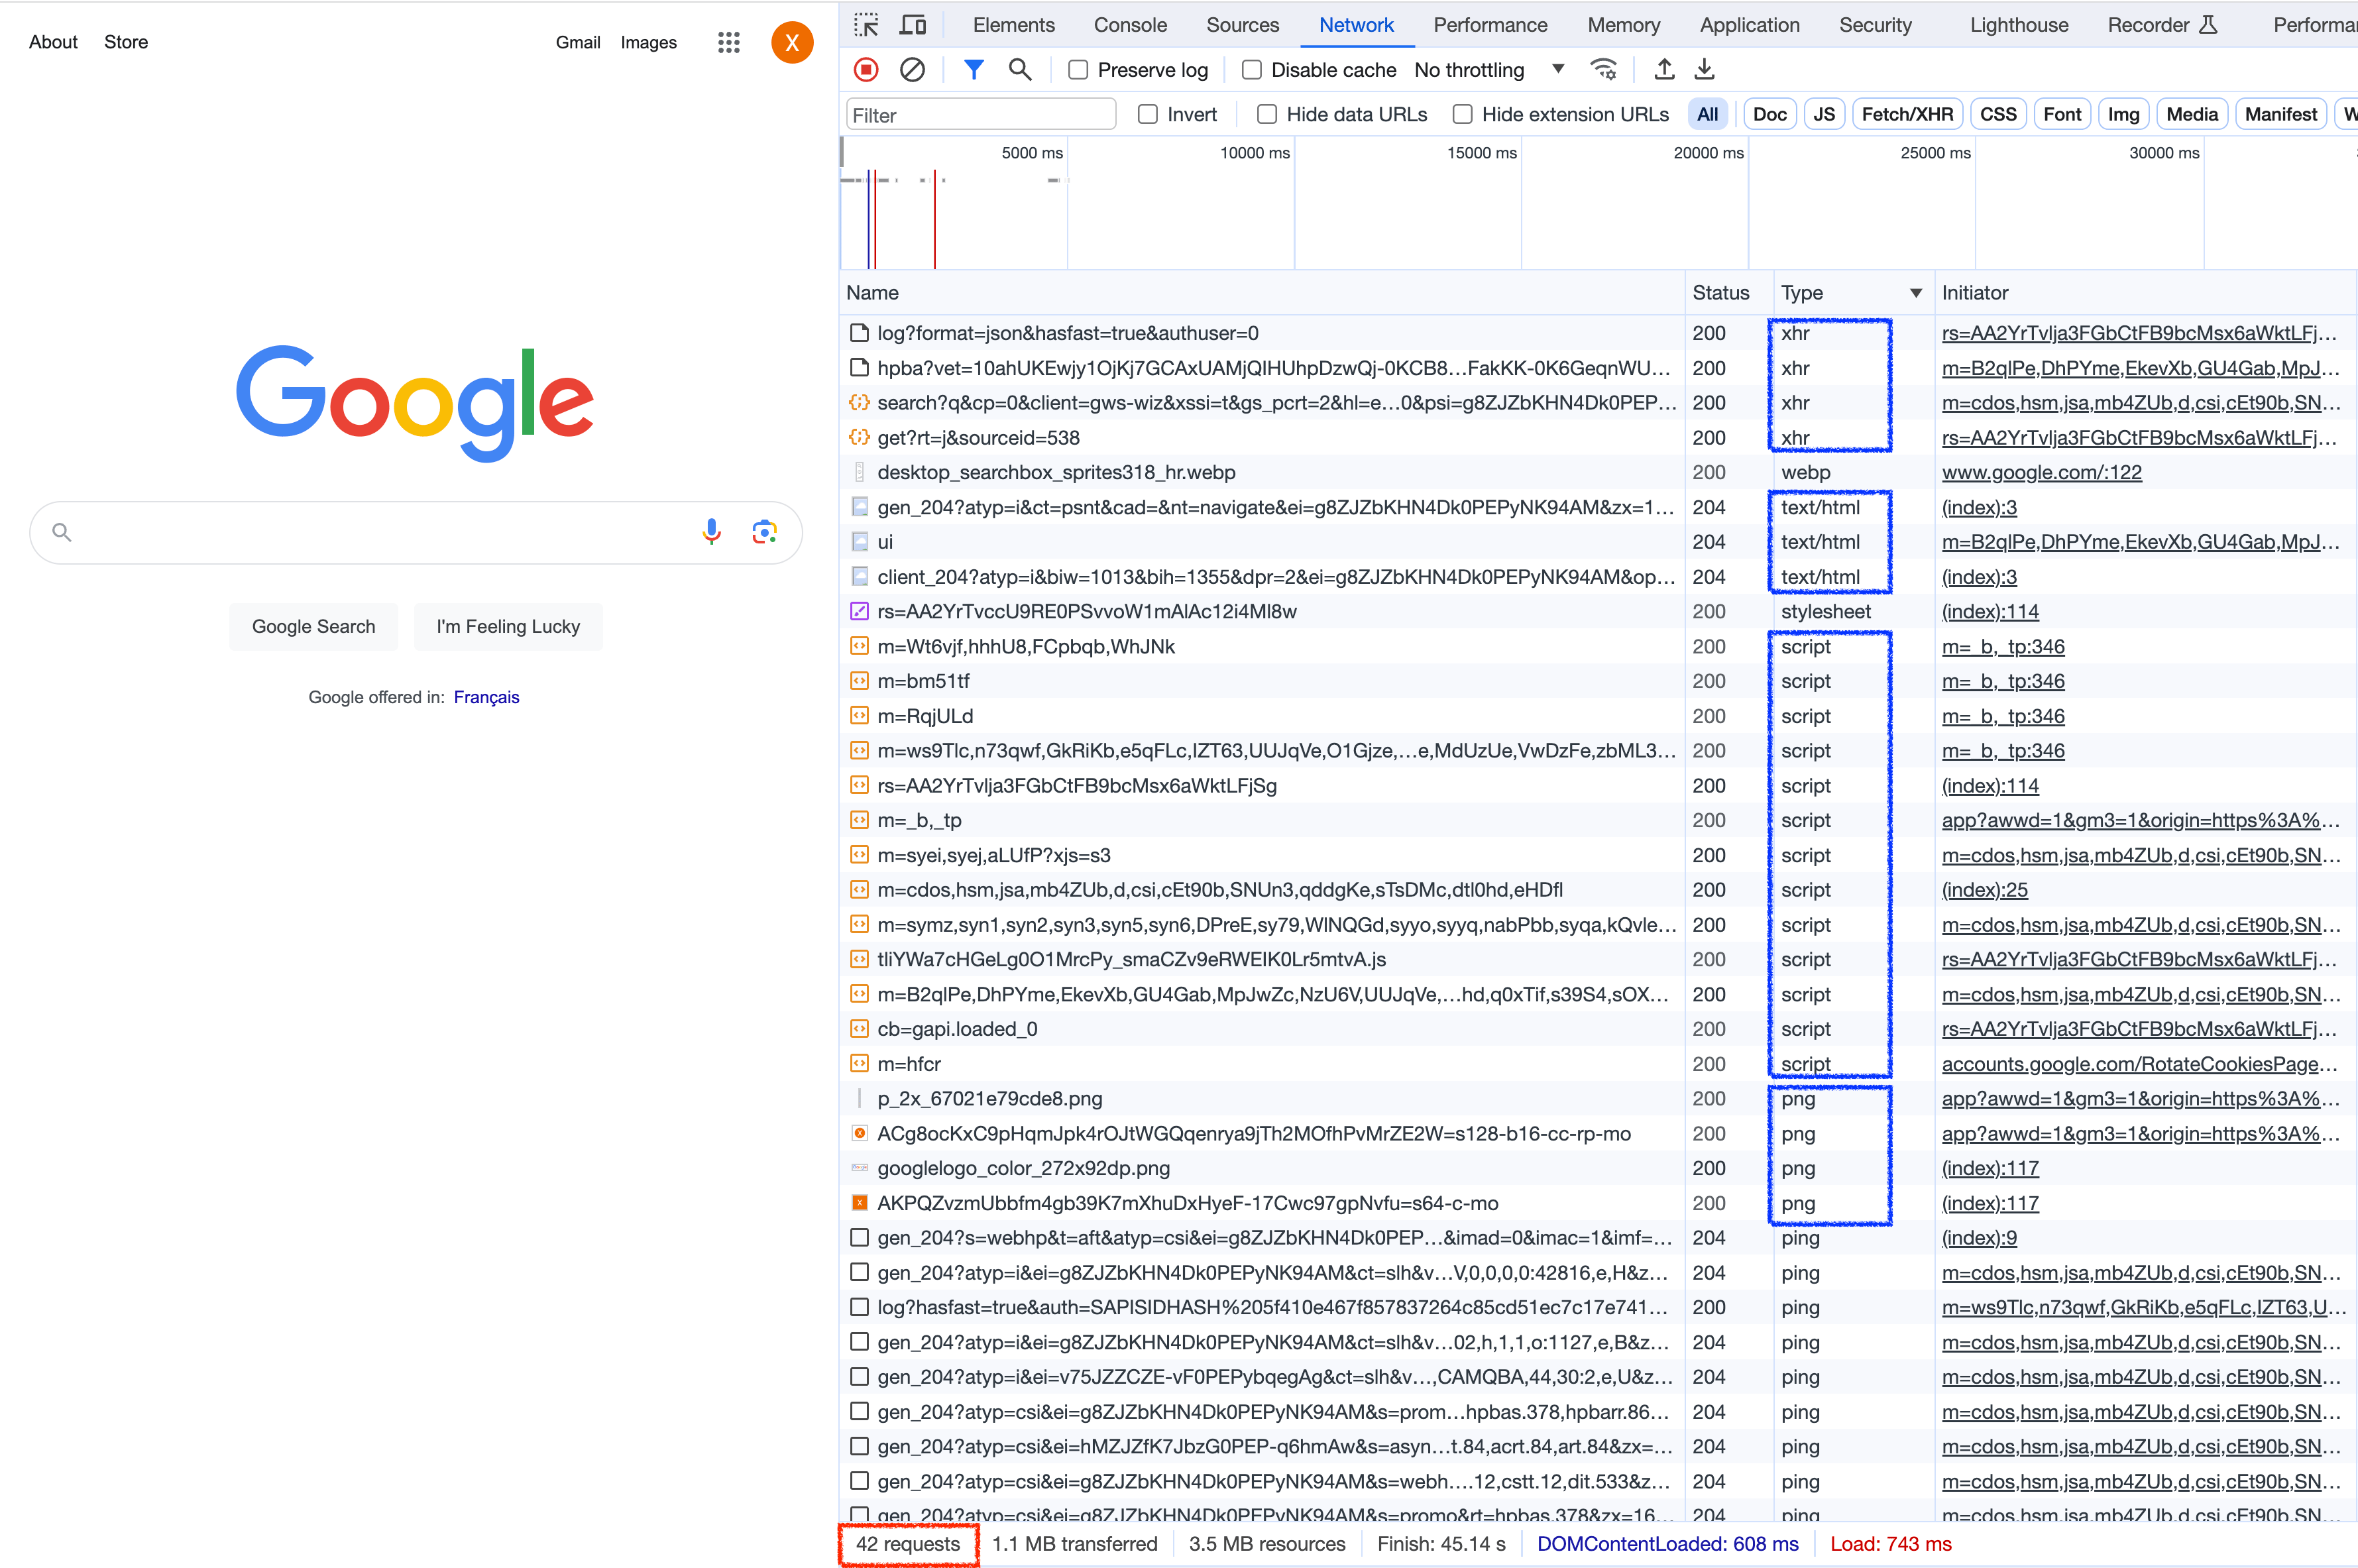 About Store Gmail Images X
Google
Google Search I'm Feeling Lucky
Google offered in: Français
Elements Console Sources Network Performance Memory Application Security Lighthouse Recorder
Preserve log Disable cache No throttling
Filter Invert Hide data URLs Hide extension URLs All Doc JS Fetch/XHR CSS Font Img Media Manifest
5000 ms 10000 ms 15000 ms 20000 ms 25000 ms 30000 ms
Name Status Type Initiator
log?format=json&hasfast=true&authuser=0 200 xhr rs=AA2YrTvlja3FGbCtFB9bcMsx6aWktLFj...
hpba?vet=10ahUKEwjy1OjKj7GCAxUAMjQIHUhpDzwQj-0KCB8...FakKK-0K6GeqnWU... 200 xhr m=B2qlPe,DhPYme,EkevXb,GU4Gab,MpJ...
search?q&cp=0&client=gws-wiz&xssi=t&gs_pcrt=2&hl=e...0&psi=g8ZJZbKHN4Dk0PEP... 200 xhr m=cdos,hsm,jsa,mb4ZUb,d,csi,cEt90b,SN...
get?rt=j&sourceid=538 200 xhr rs=AA2YrTvlja3FGbCtFB9bcMsx6aWktLFj...
desktop_searchbox_sprites318_hr.webp 200 webp www.google.com/:122
gen_204?atyp=i&ct=psnt&cad=&nt=navigate&ei=g8ZJZbKHN4Dk0PEPyNK94AM&zx=1... 204 text/html (index):3
ui 204 text/html m=B2qlPe,DhPYme,EkevXb,GU4Gab,MpJ...
client_204?atyp=i&biw=1013&bih=1355&dpr=2&ei=g8ZJZbKHN4Dk0PEPyNK94AM&op... 204 text/html (index):3
rs=AA2YrTvccU9RE0PSvvoW1mAlAc12i4Ml8w 200 stylesheet (index):114
m=Wt6vjf,hhhU8,FCpbqb,WhJNk 200 script m=_b,_tp:346
m=bm51tf 200 script m=_b,_tp:346
m=RqjULd 200 script m=_b,_tp:346
m=ws9Tlc,n73qwf,GkRiKb,e5qFLc,IZT63,UUJqVe,O1Gjze,...e,MdUzUe,VwDzFe,zbML3... 200 script m=_b,_tp:346
rs=AA2YrTvlja3FGbCtFB9bcMsx6aWktLFjSg 200 script (index):114
m=_b,_tp 200 script app?awwd=1&gm3=1&origin=https%3A%...
m=syei,syej,aLUfP?xjs=s3 200 script m=cdos,hsm,jsa,mb4ZUb,d,csi,cEt90b,SN...
m=cdos,hsm,jsa,mb4ZUb,d,csi,cEt90b,SNUn3,qddgKe,sTsDMc,dtl0hd,eHDfl 200 script (index):25
m=symz,syn1,syn2,syn3,syn5,syn6,DPreE,sy79,WlNQGd,syyo,syyq,nabPbb,syqa,kQvle... 200 script m=cdos,hsm,jsa,mb4ZUb,d,csi,cEt90b,SN...
tliYWa7cHGeLg0O1MrcPy_smaCZv9eRWEIK0Lr5mtvA.js 200 script rs=AA2YrTvlja3FGbCtFB9bcMsx6aWktLFj...
m=B2qlPe,DhPYme,EkevXb,GU4Gab,MpJwZc,NzU6V,UUJqVe,...hd,q0xTif,s39S4,sOX... 200 script m=cdos,hsm,jsa,mb4ZUb,d,csi,cEt90b,SN...
cb=gapi.loaded_0 200 script rs=AA2YrTvlja3FGbCtFB9bcMsx6aWktLFj...
m=hfcr 200 script accounts.google.com/RotateCookiesPage...
p_2x_67021e79cde8.png 200 png app?awwd=1&gm3=1&origin=https%3A%...
ACg8ocKxC9pHqmJpk4rOJtWGQqenrya9jTh2MOfhPvMrZE2W=s128-b16-cc-rp-mo 200 png app?awwd=1&gm3=1&origin=https%3A%...
googlelogo_color_272x92dp.png 200 png (index):117
AKPQZvzmUbbfm4gb39K7mXhuDxHyeF-17Cwc97gpNvfu=s64-c-mo 200 png (index):117
gen_204?s=webhp&t=aft&atyp=csi&ei=g8ZJZbKHN4Dk0PEP...&imad=0&imac=1&imf=... 204 ping (index):9
gen_204?atyp=i&ei=g8ZJZbKHN4Dk0PEPyNK94AM&ct=slh&v...V,0,0,0,0:42816,e,H&z... 204 ping m=cdos,hsm,jsa,mb4ZUb,d,csi,cEt90b,SN...
log?hasfast=true&auth=SAPISIDHASH%205f410e467f857837264c85cd51ec7c17e741... 200 ping m=ws9Tlc,n73qwf,GkRiKb,e5qFLc,IZT63,U...
gen_204?atyp=i&ei=g8ZJZbKHN4Dk0PEPyNK94AM&ct=slh&v...02,h,1,1,o:1127,e,B&z... 204 ping m=cdos,hsm,jsa,mb4ZUb,d,csi,cEt90b,SN...
gen_204?atyp=i&ei=v75JZZCZE-vF0PEPybqegAg&ct=slh&v...,CAMQBA,44,30:2,e,U&z... 204 ping m=cdos,hsm,jsa,mb4ZUb,d,csi,cEt90b,SN...
gen_204?atyp=csi&ei=g8ZJZbKHN4Dk0PEPyNK94AM&s=prom...hpbas.378,hpbarr.86... 204 ping m=cdos,hsm,jsa,mb4ZUb,d,csi,cEt90b,SN...
gen_204?atyp=csi&ei=hMZJZfK7JbzG0PEP-q6hmAw&s=asyn...t.84,acrt.84,art.84&zx=... 204 ping m=cdos,hsm,jsa,mb4ZUb,d,csi,cEt90b,SN...
gen_204?atyp=csi&ei=g8ZJZbKHN4Dk0PEPyNK94AM&s=webh....12,cstt.12,dit.533&z... 204 ping m=cdos,hsm,jsa,mb4ZUb,d,csi,cEt90b,SN...
gen_204?atyp=csi&ei=g8ZJZbKHN4Dk0PEPyNK94AM&s=promo&rt=hpbas.378&zx=16... 204 ping m=cdos,hsm,jsa,mb4ZUb,d,csi,cEt90b,SN...
42 requests 1.1 MB transferred 3.5 MB resources Finish: 45.14 s DOMContentLoaded: 608 ms Load: 743 ms